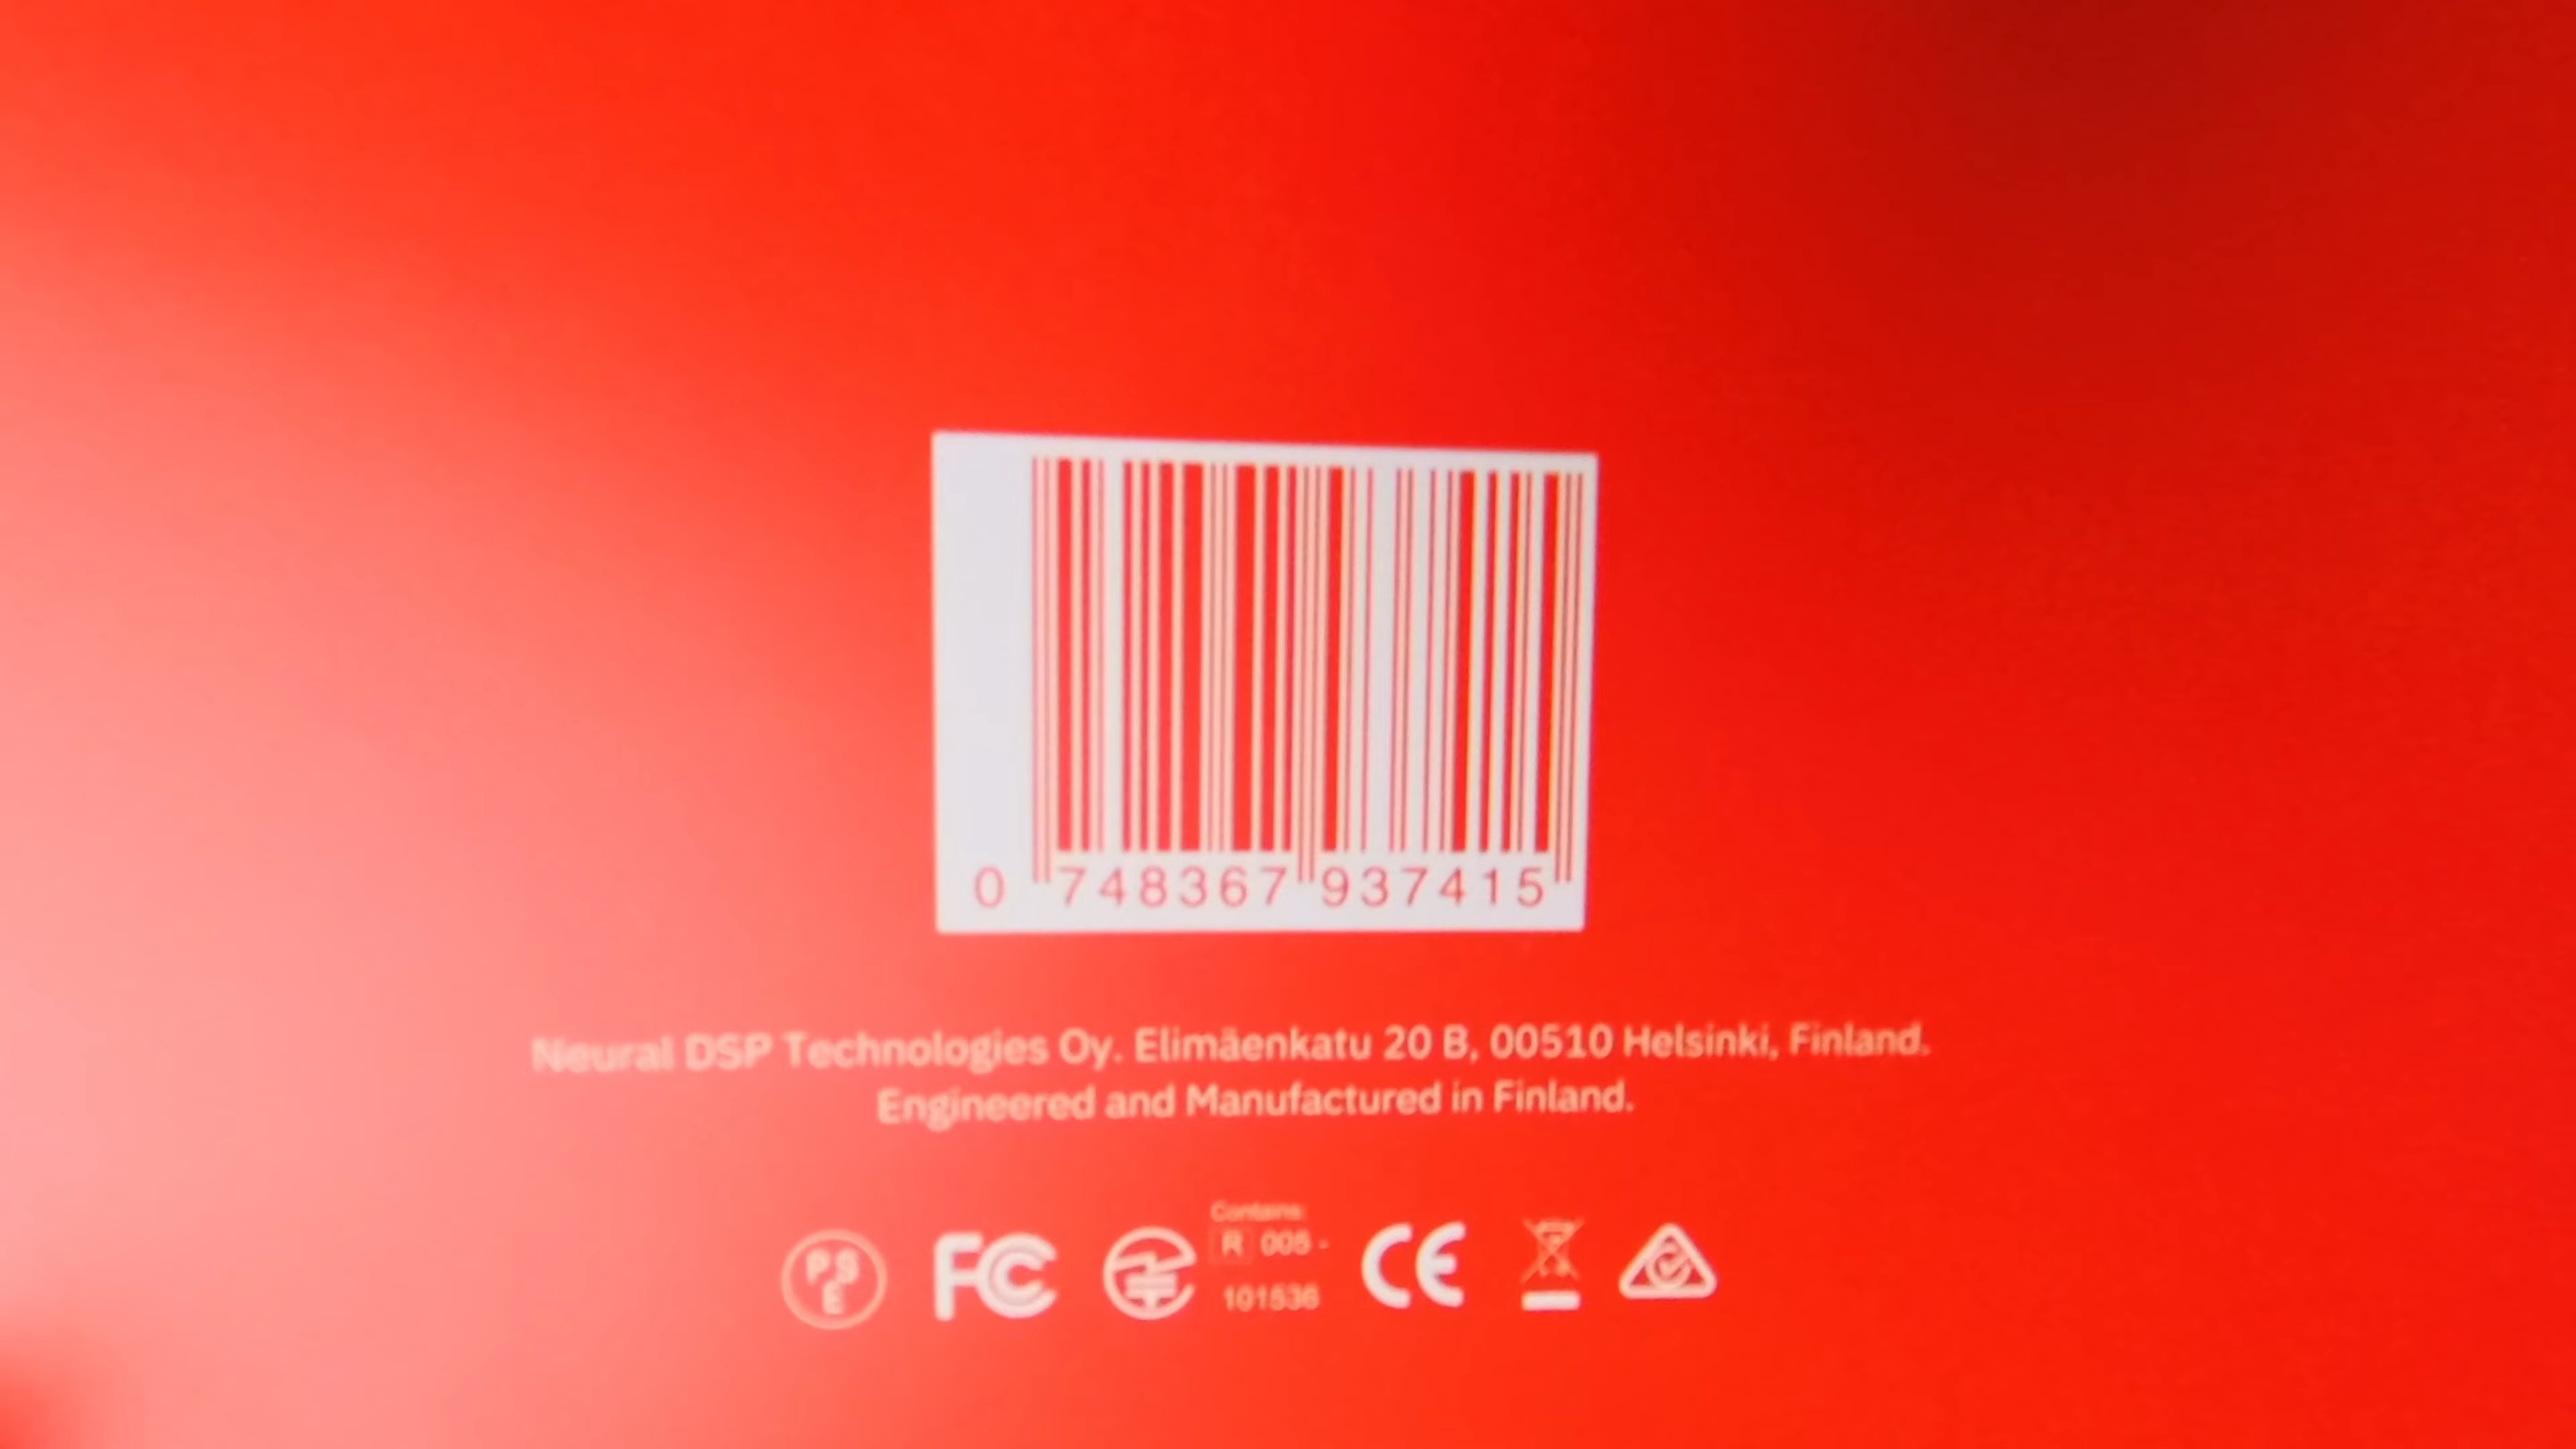 0 748367 937415
Neural DSP Technologies Oy. Elimäenkatu 20 B, 00510 Helsinki, Finland.
Engineered and Manufactured in Finland.
PSE FC Contains: CE
R 005 -
101536